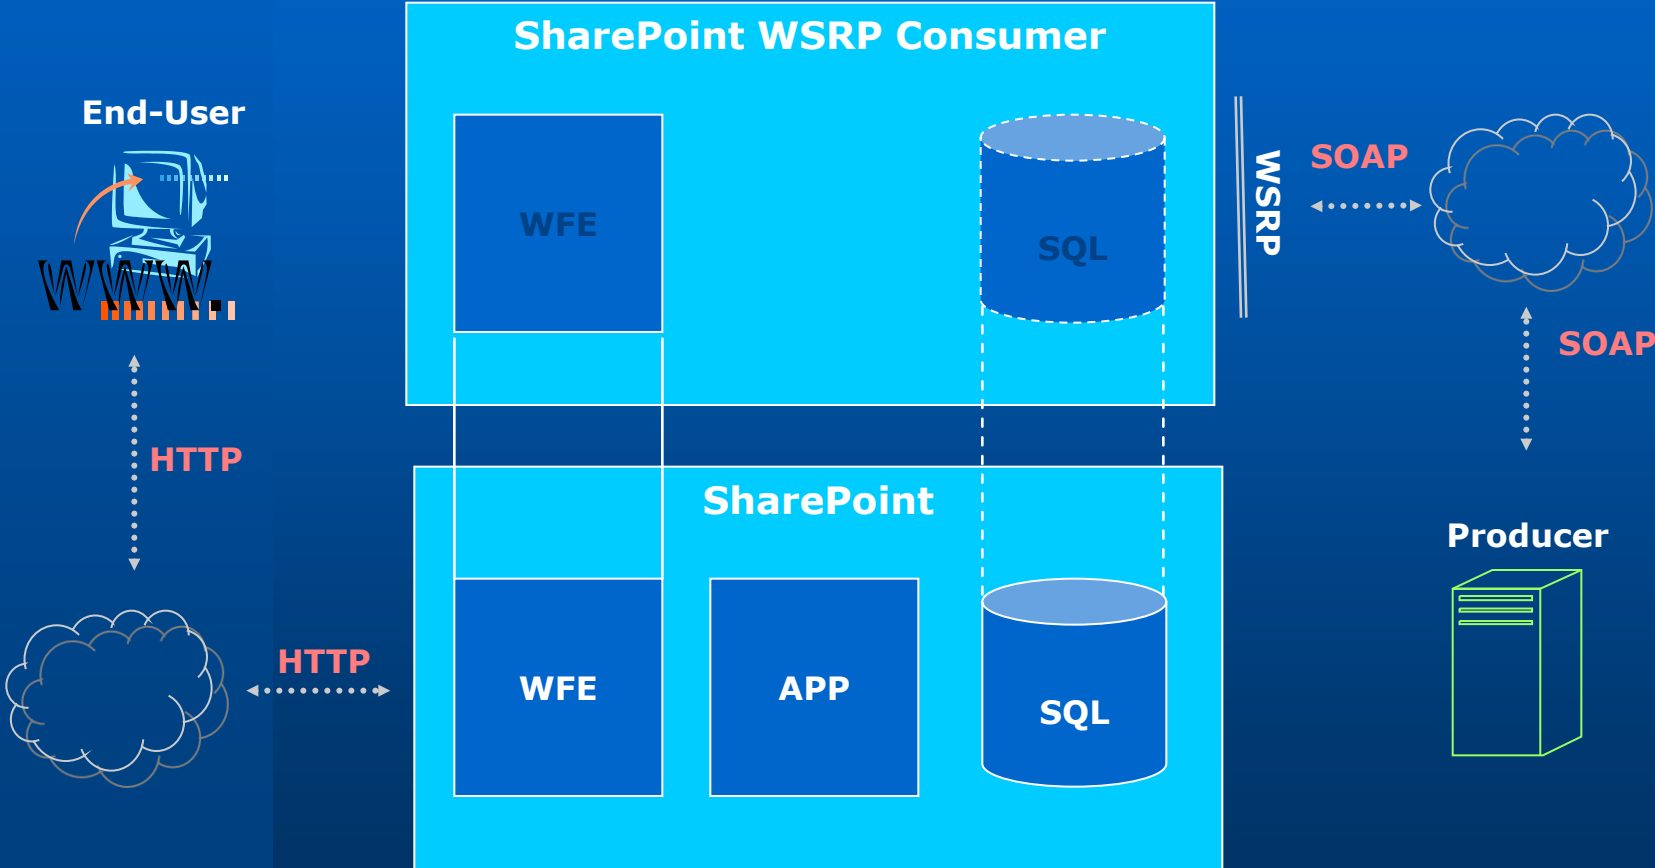 SharePoint WSRP Consumer
End-User
WWW.
WFE
SQL
WSRP
SOAP
SOAP
HTTP
SharePoint
Producer
HTTP
WFE
APP
SQL